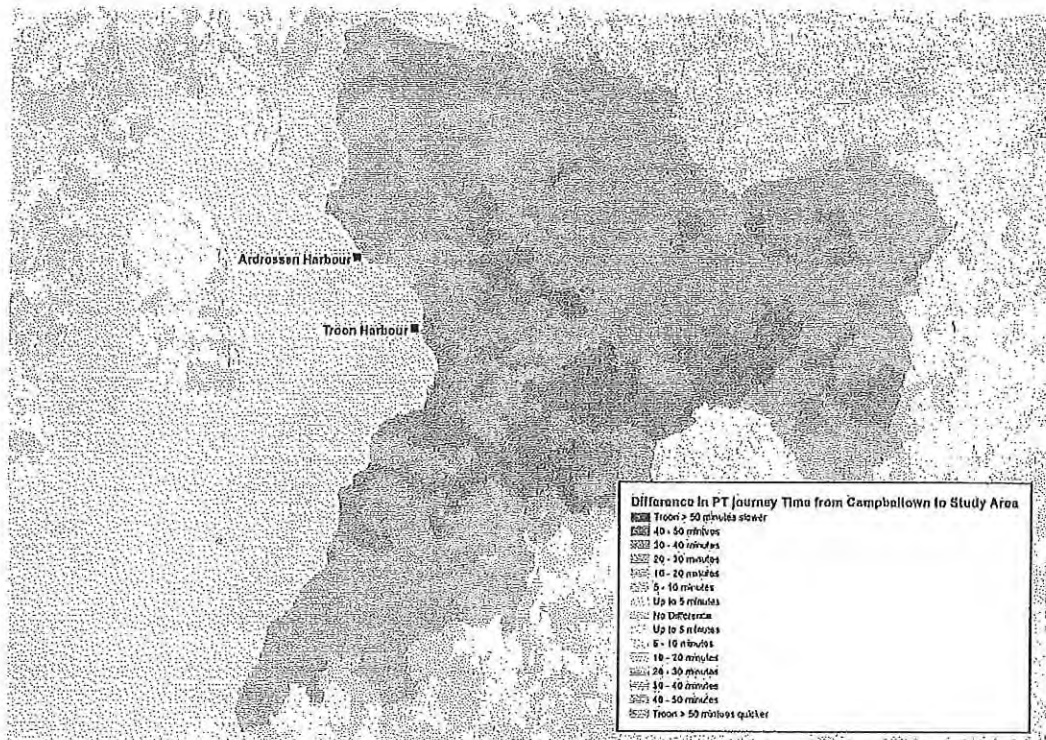 Ardrossan Harbour
Troon Harbour
Difference in PT Journey Time from Campbeltown to Study Area
Troon > 50 minutes slower
40 - 50 minutes
30 - 40 minutes
20 - 30 minutes
10 - 20 minutes
5 - 10 minutes
Up to 5 minutes
No Difference
Up to 5 minutes
5 - 10 minutes
10 - 20 minutes
20 - 30 minutes
30 - 40 minutes
40 - 50 minutes
Troon > 50 minutes quicker